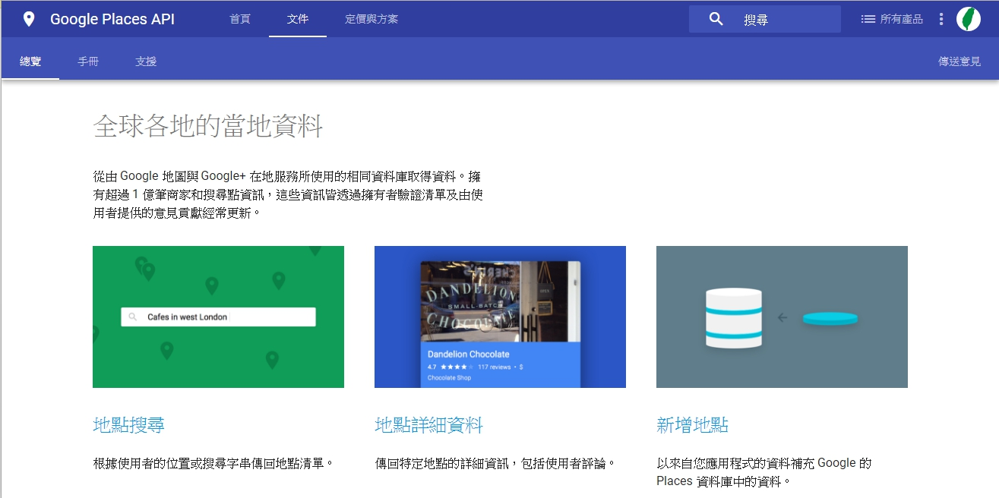 Google Places API
首頁
文件
定價與方案
搜尋
所有產品
總覽
手冊
支援
傳送意見
全球各地的當地資料
從由 Google 地圖與 Google+ 在地服務所使用的相同資料庫取得資料。擁
有超過 1 億筆商家和搜尋點資訊，這些資訊皆透過擁有者驗證清單及由使
用者提供的意見貢獻經常更新。
Cafes in west London
DANDELION
SMALL-BATCH
CHOCOLATE
OPEN
Dandelion Chocolate
4.7 ★★★★★ 117 reviews • $
Chocolate Shop
地點搜尋
根據使用者的位置或搜尋字串傳回地點清單。
地點詳細資料
傳回特定地點的詳細資訊，包括使用者評論。
新增地點
以來自您應用程式的資料補充 Google 的
Places 資料庫中的資料。